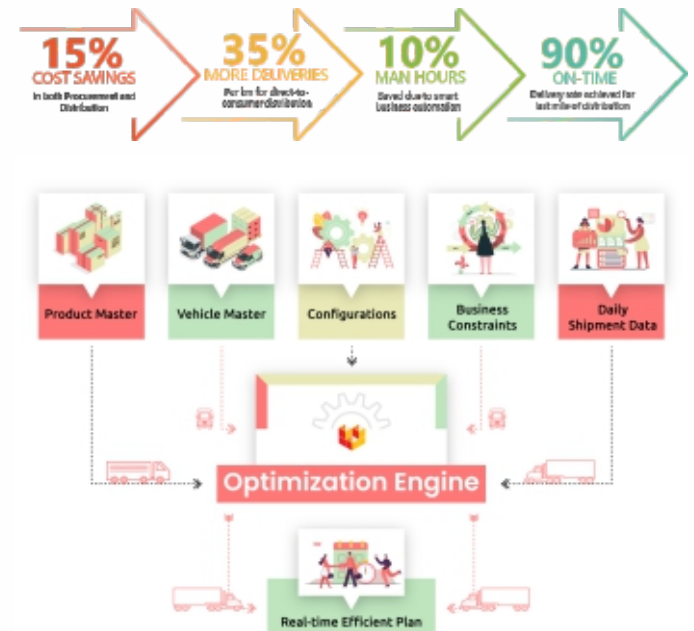 15%
COST SAVINGS
In both Procurement and
Distribution
35%
MORE DELIVERIES
Per km for direct-to-
consumer distribution
10%
MAN HOURS
Saved due to smart
business automation
90%
ON-TIME
Delivery rate achieved for
last mile of distribution
Product Master
Vehicle Master
Configurations
Business
Constraints
Daily
Shipment Data
Optimization Engine
Real-time Efficient Plan